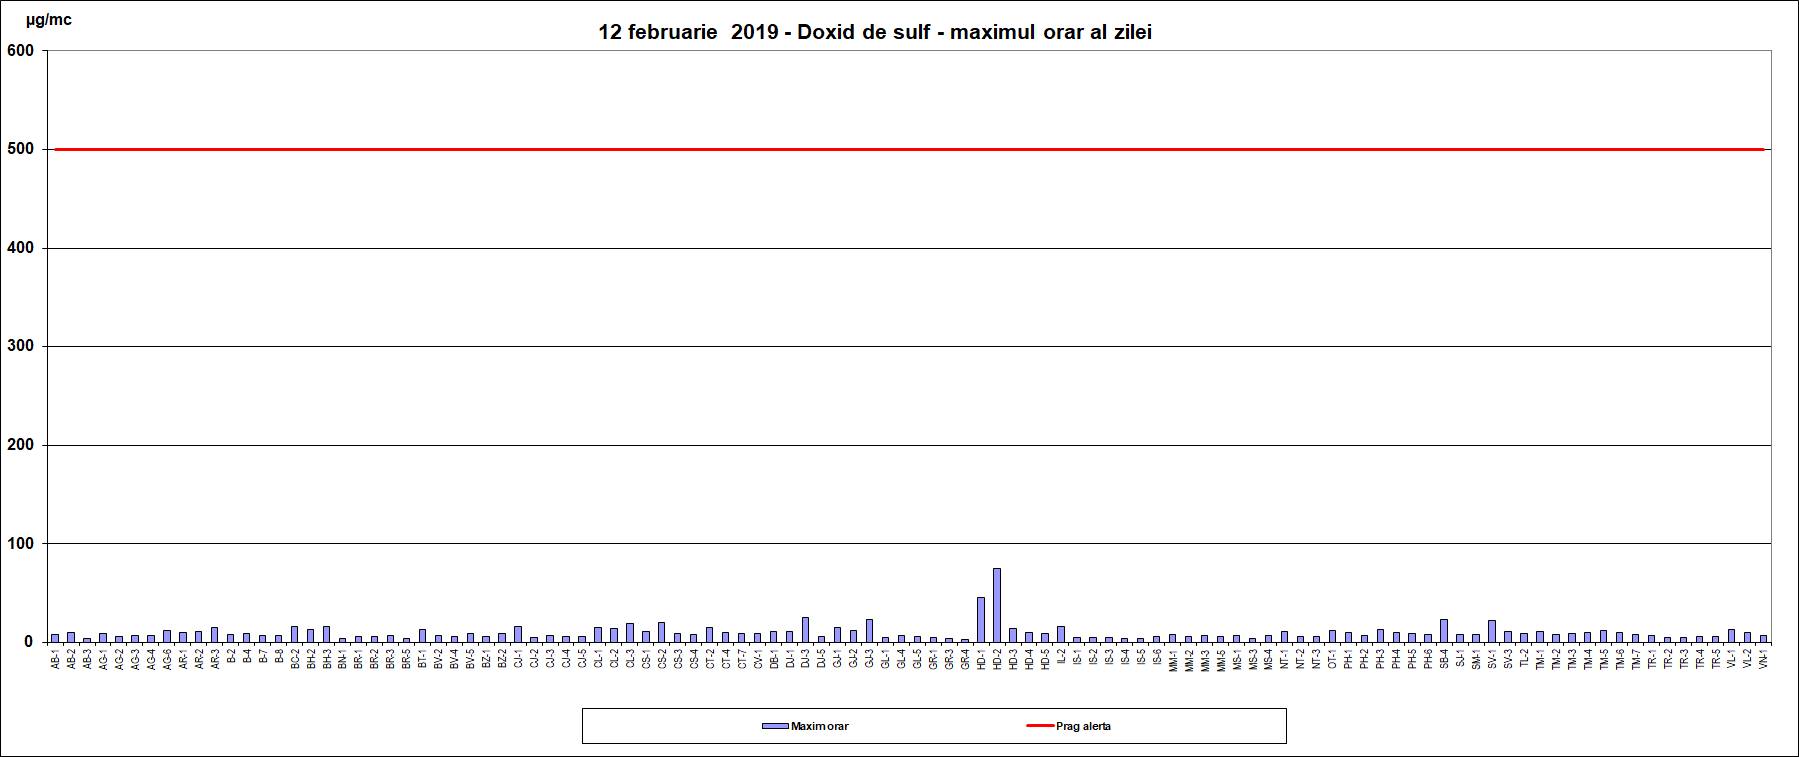 µg/mc
12 februarie  2019 - Doxid de sulf - maximul orar al zilei
600
500
400
300
200
100
0
AB-1 AB-2 AB-3 AG-1 AG-2 AG-3 AG-4 AG-6 AR-1 AR-2 AR-3 B-2 B-4 B-7 B-8 BC-2 BH-2 BH-3 BN-1 BR-1 BR-2 BR-3 BR-5 BT-1 BV-2 BV-4 BV-5 BZ-1 BZ-2 CJ-1 CJ-2 CJ-3 CJ-4 CJ-5 CL-1 CL-2 CL-3 CS-1 CS-2 CS-3 CS-4 CT-2 CT-4 CT-7 CV-1 DB-1 DJ-1 DJ-3 DJ-5 GJ-1 GJ-2 GJ-3 GL-1 GL-4 GL-5 GR-1 GR-3 GR-4 HD-1 HD-2 HD-3 HD-4 HD-5 IL-2 IS-1 IS-2 IS-3 IS-4 IS-5 IS-6 MM-1 MM-2 MM-3 MM-5 MS-1 MS-3 MS-4 NT-1 NT-2 NT-3 OT-1 PH-1 PH-2 PH-3 PH-4 PH-5 PH-6 SB-4 SJ-1 SM-1 SV-1 SV-3 TL-2 TM-1 TM-2 TM-3 TM-4 TM-5 TM-6 TM-7 TR-1 TR-2 TR-3 TR-4 TR-5 VL-1 VL-2 VN-1
Maxim orar
Prag alerta